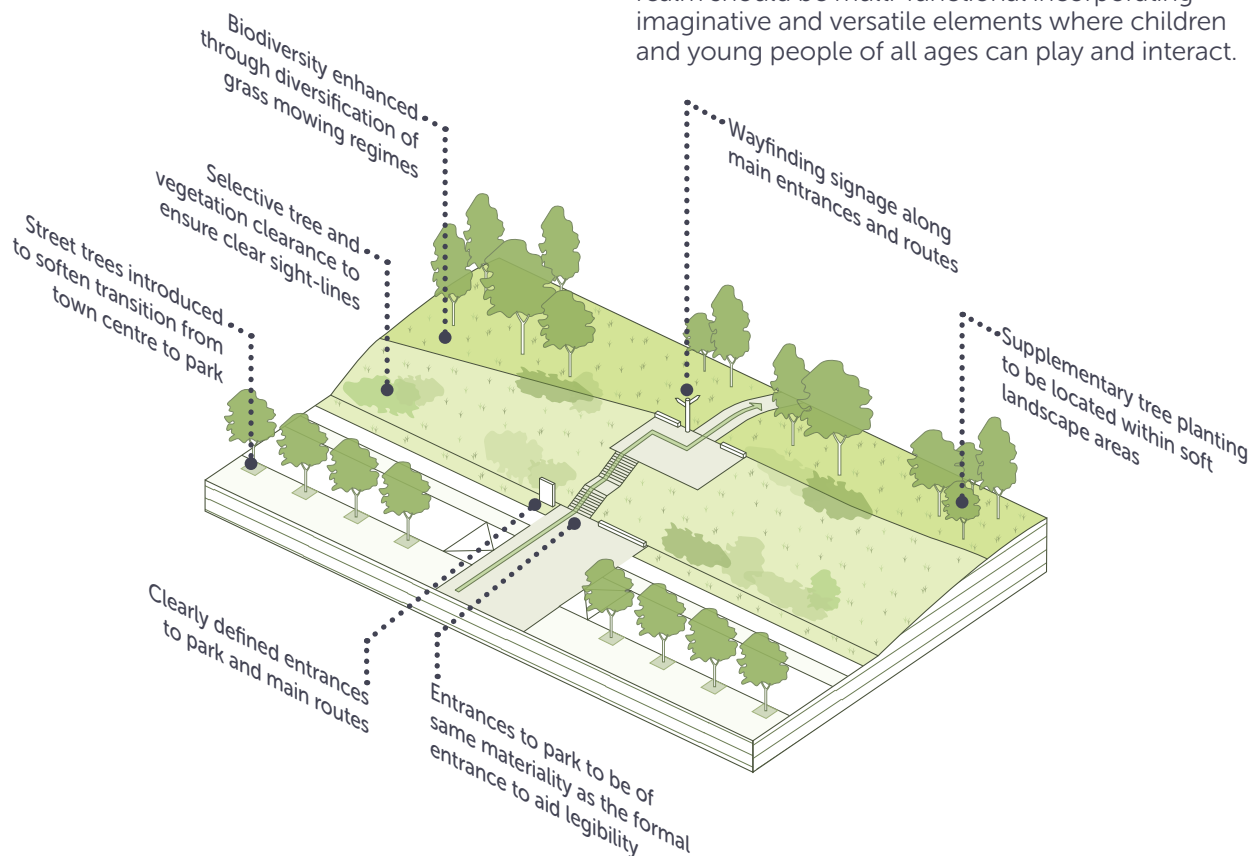 imaginative and versatile elements where children
and young people of all ages can play and interact.
Biodiversity enhanced
through diversification of
grass mowing regimes
Selective tree and
vegetation clearance to
ensure clear sight-lines
Street trees introduced
to soften transition from
town centre to park
Wayfinding signage along
main entrances and routes
Supplementary tree planting
to be located within soft
landscape areas
Clearly defined entrances
to park and main routes
Entrances to park to be of
same materiality as the formal
entrance to aid legibility